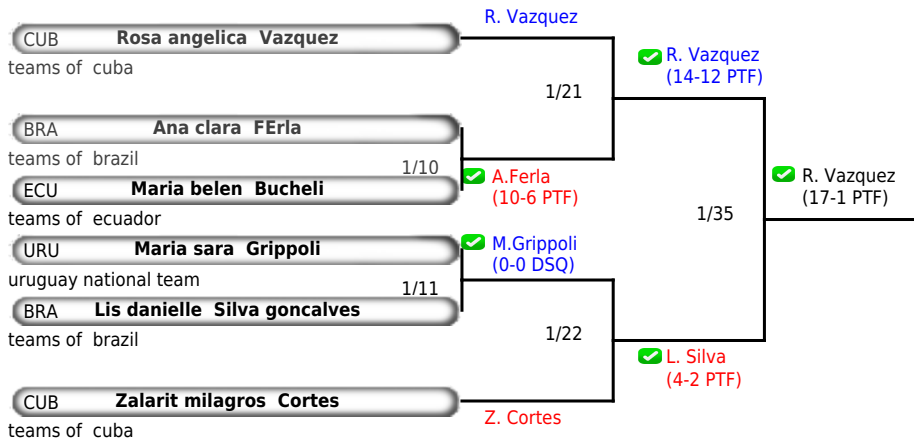 R. Vazquez
CUB Rosa angelica Vazquez
teams of cuba
R. Vazquez
(14-12 PTF)
1/21
BRA Ana clara FErla
teams of brazil
1/10
A.Ferla
(10-6 PTF)
ECU Maria belen Bucheli
teams of ecuador
R. Vazquez
(17-1 PTF)
1/35
URU Maria sara Grippoli
uruguay national team
M.Grippoli
(0-0 DSQ)
1/11
BRA Lis danielle Silva goncalves
teams of brazil
1/22
L. Silva
(4-2 PTF)
CUB Zalarit milagros Cortes
teams of cuba
Z. Cortes